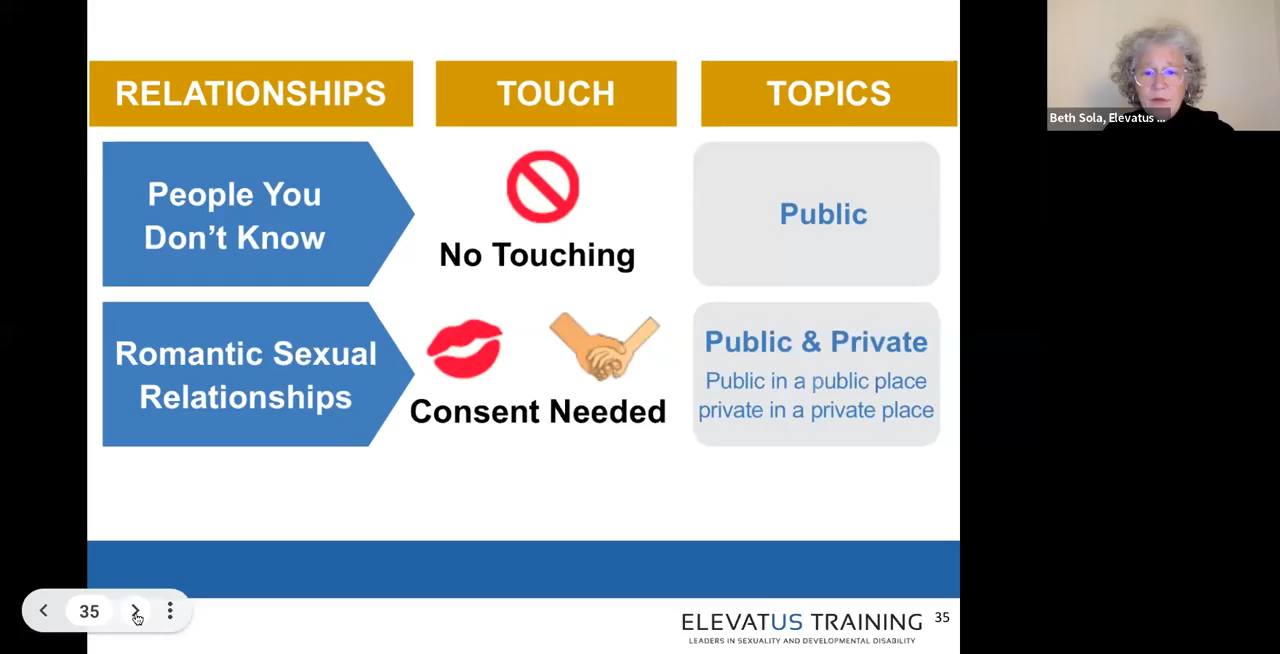 RELATIONSHIPS TOUCH TOPICS
People You
Don't Know
No Touching
Public
Romantic Sexual
Relationships
Consent Needed
Public & Private
Public in a public place
private in a private place
Beth Sola, Elevatus ...
35
ELEVATUS TRAINING
LEADERS IN SEXUALITY AND DEVELOPMENTAL DISABILITY
35